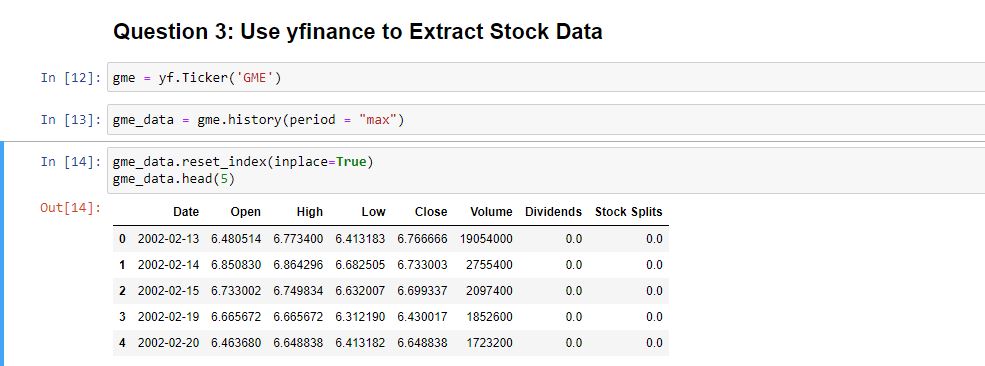 Question 3: Use yfinance to Extract Stock Data
In [12]: gme = yf.Ticker('GME')
In [13]: gme_data = gme.history(period = "max")
In [14]: gme_data.reset_index(inplace=True)
gme_data.head(5)
Out[14]:
Date Open High Low Close Volume Dividends Stock Splits
0 2002-02-13 6.480514 6.773400 6.413183 6.766666 19054000 0.0 0.0
1 2002-02-14 6.850830 6.864296 6.682505 6.733003 2755400 0.0 0.0
2 2002-02-15 6.733002 6.749834 6.632007 6.699337 2097400 0.0 0.0
3 2002-02-19 6.665672 6.665672 6.312190 6.430017 1852600 0.0 0.0
4 2002-02-20 6.463680 6.648838 6.413182 6.648838 1723200 0.0 0.0